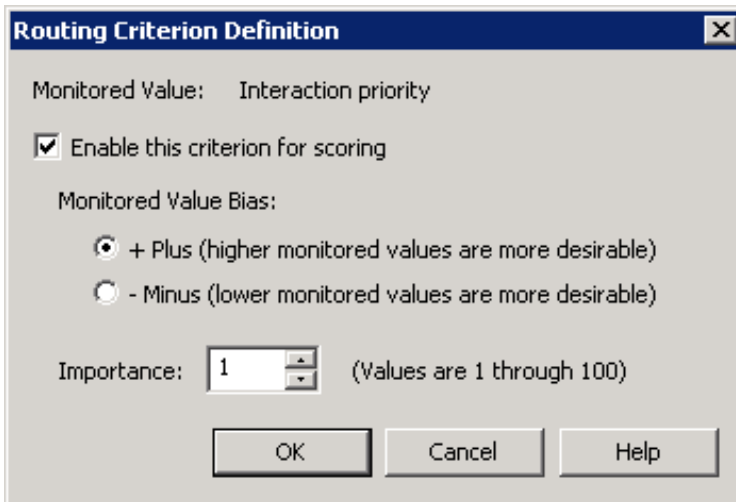 Routing Criterion Definition
Monitored Value: Interaction priority
Enable this criterion for scoring
Monitored Value Bias:
+ Plus (higher monitored values are more desirable)
- Minus (lower monitored values are more desirable)
Importance: 1 (Values are 1 through 100)
OK Cancel Help